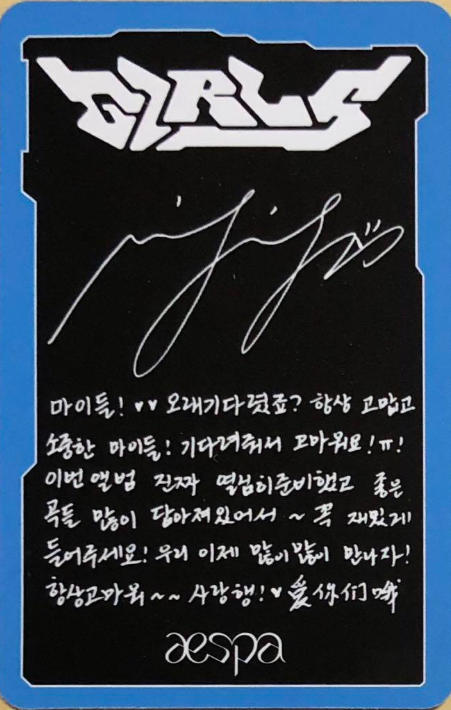 GIRLS
마이들! ♥♥ 오래기다렸죠? 항상 고맙고
소중한 마이들! 기다려줘서 고마워요! ㅠ!
이번 앨범 진짜 열심히준비했고 좋은
곡들 많이 담아져있어서 ~ 꼭 재밌게
들어주세요! 우리 이제 많이많이 만나자!
항상고마워~~ 사랑행! ♥ 愛你们哦
aespa